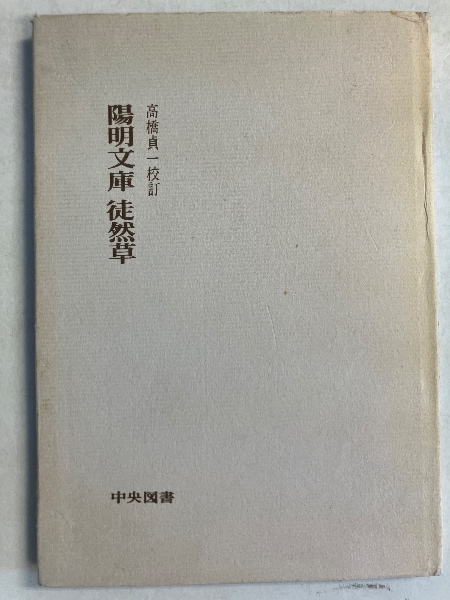 高橋貞一校訂
陽明文庫 徒然草
中央図書